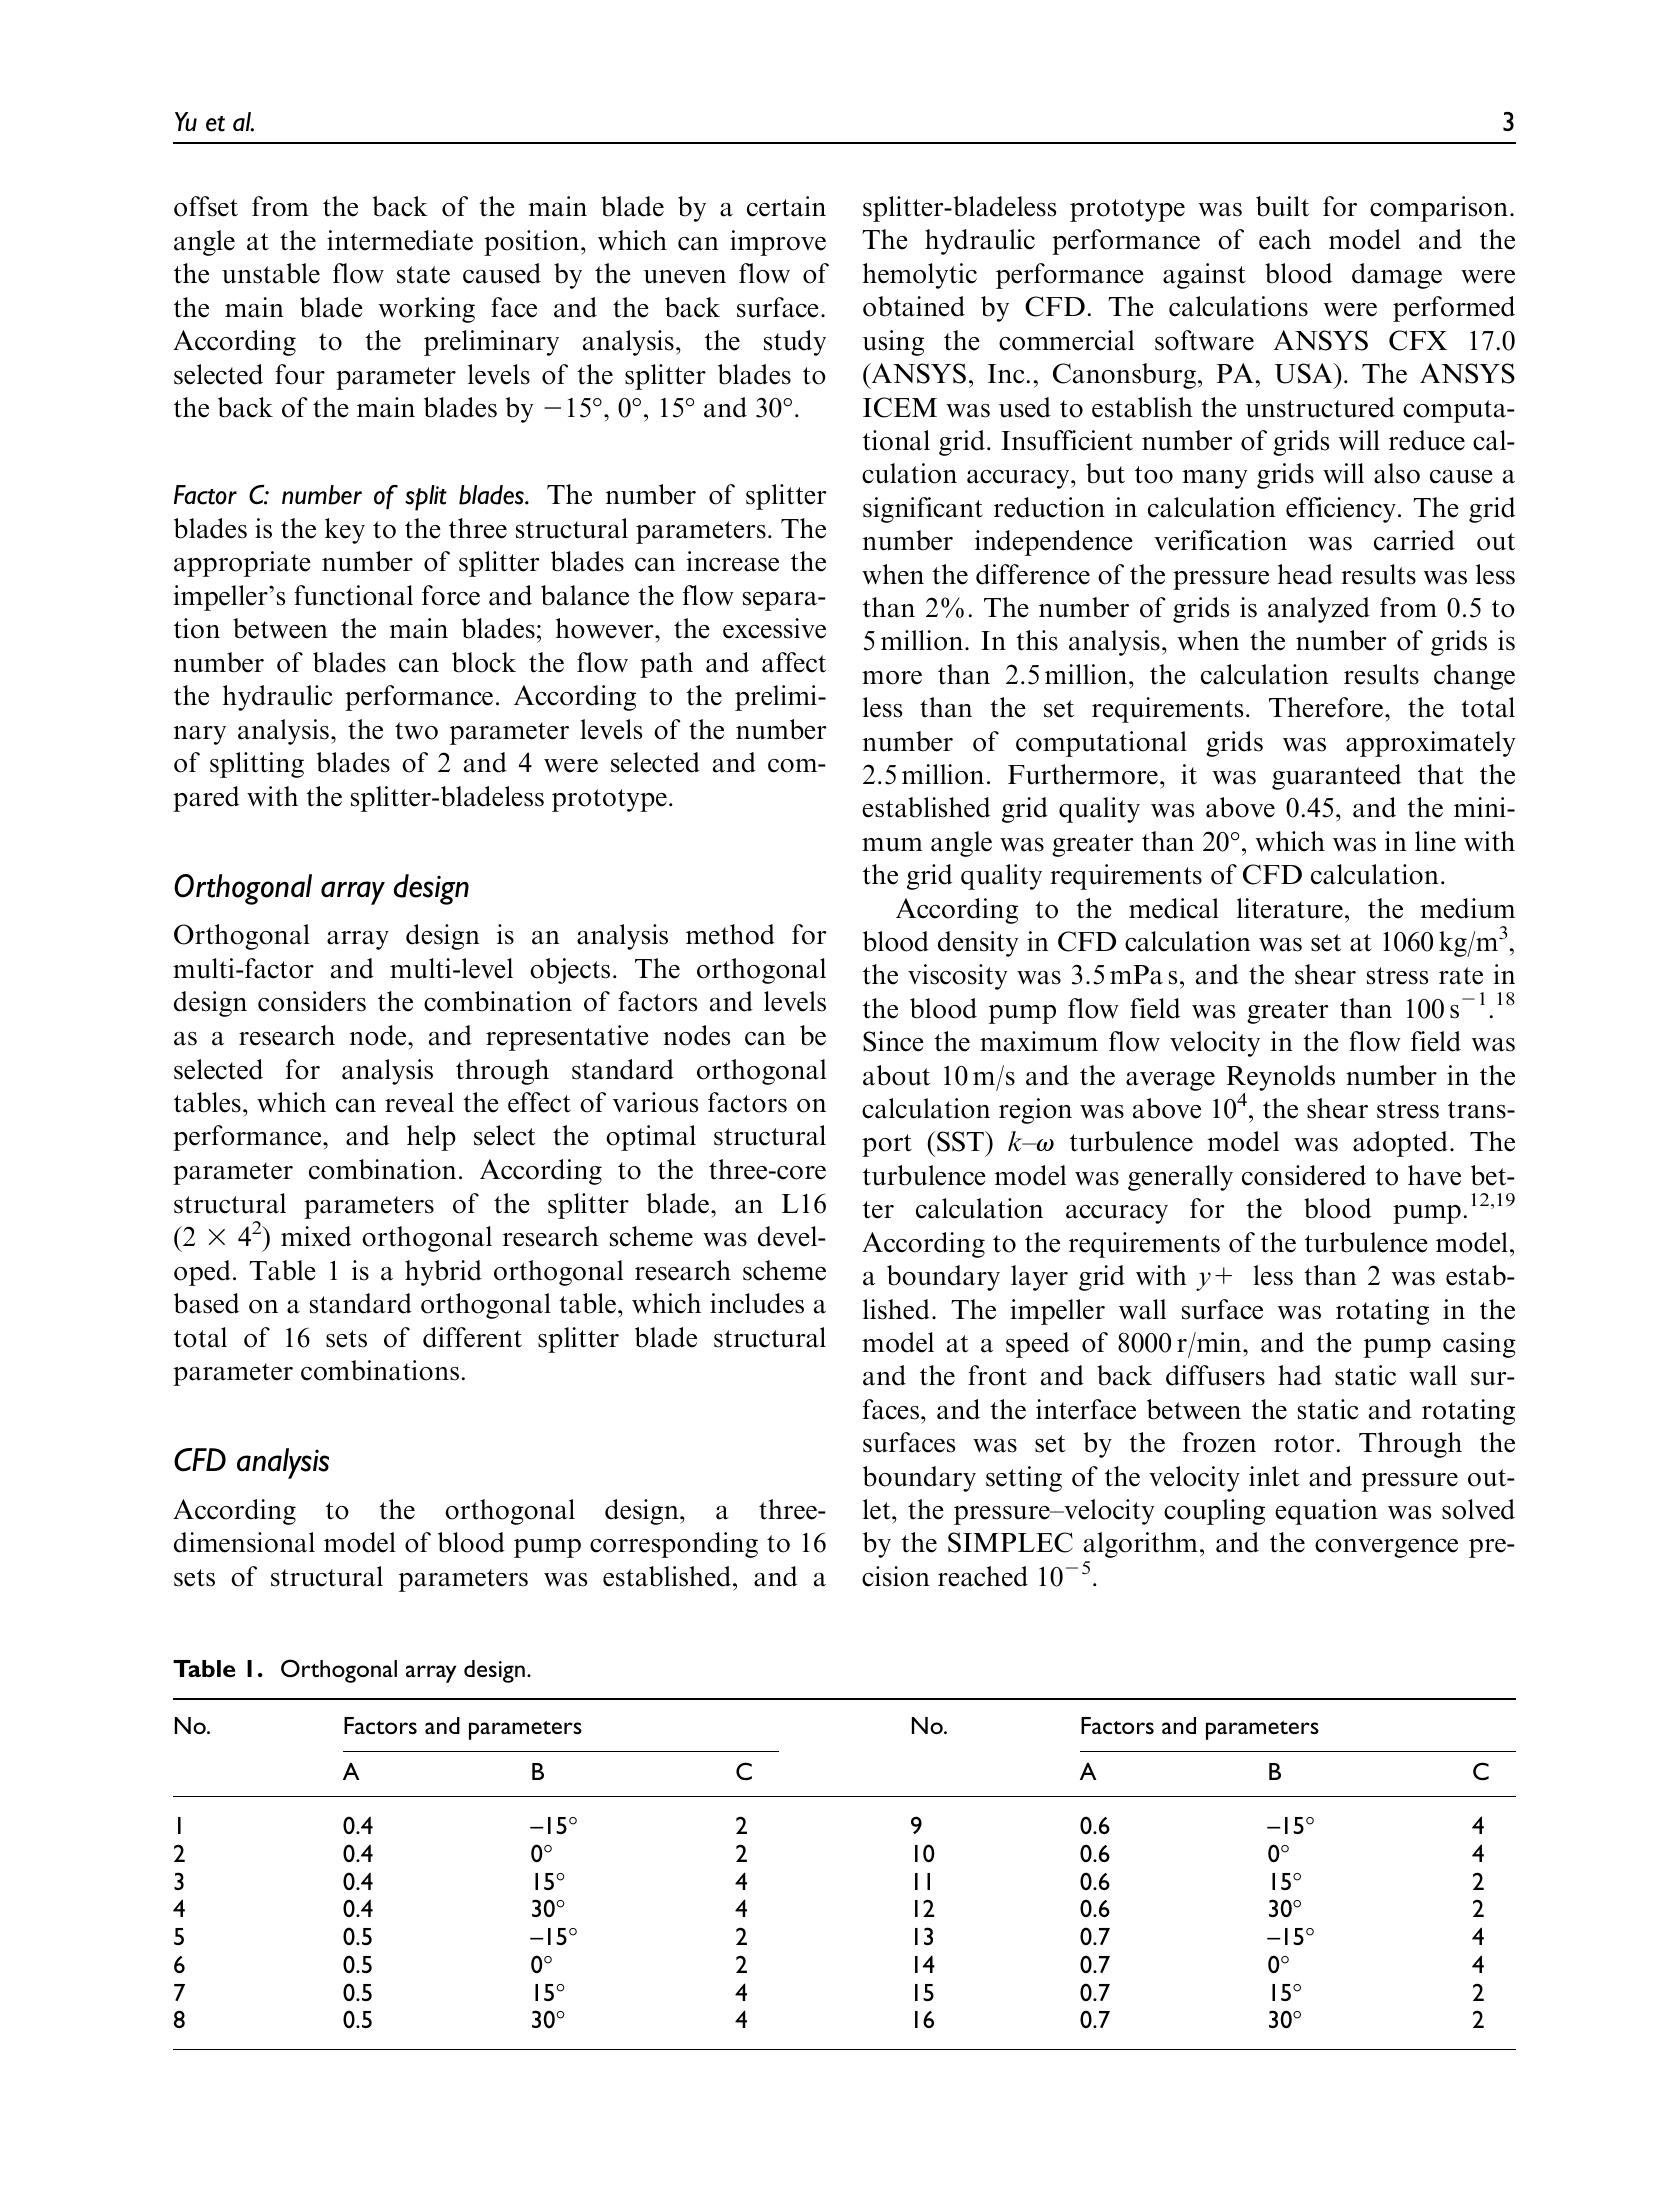 Yu et al.
3
offset from the back of the main blade by a certain
angle at the intermediate position, which can improve
the unstable flow state caused by the uneven flow of
the main blade working face and the back surface.
According to the preliminary analysis, the study
selected four parameter levels of the splitter blades to
the back of the main blades by −15°, 0°, 15° and 30°.
Factor C: number of split blades. The number of splitter
blades is the key to the three structural parameters. The
appropriate number of splitter blades can increase the
impeller's functional force and balance the flow separa-
tion between the main blades; however, the excessive
number of blades can block the flow path and affect
the hydraulic performance. According to the prelimi-
nary analysis, the two parameter levels of the number
of splitting blades of 2 and 4 were selected and com-
pared with the splitter-bladeless prototype.
Orthogonal array design
Orthogonal array design is an analysis method for
multi-factor and multi-level objects. The orthogonal
design considers the combination of factors and levels
as a research node, and representative nodes can be
selected for analysis through standard orthogonal
tables, which can reveal the effect of various factors on
performance, and help select the optimal structural
parameter combination. According to the three-core
structural parameters of the splitter blade, an L16
(2 × 4²) mixed orthogonal research scheme was devel-
oped. Table 1 is a hybrid orthogonal research scheme
based on a standard orthogonal table, which includes a
total of 16 sets of different splitter blade structural
parameter combinations.
CFD analysis
According to the orthogonal design, a three-
dimensional model of blood pump corresponding to 16
sets of structural parameters was established, and a
splitter-bladeless prototype was built for comparison.
The hydraulic performance of each model and the
hemolytic performance against blood damage were
obtained by CFD. The calculations were performed
using the commercial software ANSYS CFX 17.0
(ANSYS, Inc., Canonsburg, PA, USA). The ANSYS
ICEM was used to establish the unstructured computa-
tional grid. Insufficient number of grids will reduce cal-
culation accuracy, but too many grids will also cause a
significant reduction in calculation efficiency. The grid
number independence verification was carried out
when the difference of the pressure head results was less
than 2%. The number of grids is analyzed from 0.5 to
5 million. In this analysis, when the number of grids is
more than 2.5 million, the calculation results change
less than the set requirements. Therefore, the total
number of computational grids was approximately
2.5 million. Furthermore, it was guaranteed that the
established grid quality was above 0.45, and the mini-
mum angle was greater than 20°, which was in line with
the grid quality requirements of CFD calculation.
According to the medical literature, the medium
blood density in CFD calculation was set at 1060 kg/m³,
the viscosity was 3.5 mPa s, and the shear stress rate in
the blood pump flow field was greater than 100 s⁻¹.¹⁸
Since the maximum flow velocity in the flow field was
about 10 m/s and the average Reynolds number in the
calculation region was above 10⁴, the shear stress trans-
port (SST) k–ω turbulence model was adopted. The
turbulence model was generally considered to have bet-
ter calculation accuracy for the blood pump.¹²,¹⁹
According to the requirements of the turbulence model,
a boundary layer grid with y+ less than 2 was estab-
lished. The impeller wall surface was rotating in the
model at a speed of 8000 r/min, and the pump casing
and the front and back diffusers had static wall sur-
faces, and the interface between the static and rotating
surfaces was set by the frozen rotor. Through the
boundary setting of the velocity inlet and pressure out-
let, the pressure–velocity coupling equation was solved
by the SIMPLEC algorithm, and the convergence pre-
cision reached 10⁻⁵.
Table 1. Orthogonal array design.
No. Factors and parameters No. Factors and parameters
A B C A B C
1 0.4 –15° 2 9 0.6 –15° 4
2 0.4 0° 2 10 0.6 0° 4
3 0.4 15° 4 11 0.6 15° 2
4 0.4 30° 4 12 0.6 30° 2
5 0.5 –15° 2 13 0.7 –15° 4
6 0.5 0° 2 14 0.7 0° 4
7 0.5 15° 4 15 0.7 15° 2
8 0.5 30° 4 16 0.7 30° 2